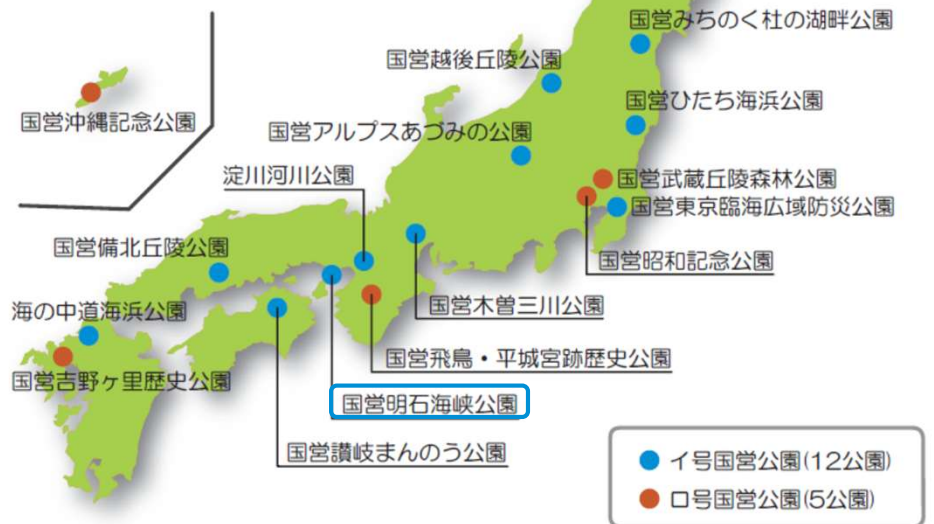 国営みちのく杜の湖畔公園
国営越後丘陵公園
国営ひたち海浜公園
国営沖縄記念公園
国営アルプスあづみの公園
淀川河川公園
国営武蔵丘陵森林公園
国営東京臨海広域防災公園
国営備北丘陵公園
国営昭和記念公園
海の中道海浜公園
国営木曽三川公園
国営飛鳥・平城宮跡歴史公園
国営吉野ヶ里歴史公園
国営明石海峡公園
国営讃岐まんのう公園
イ号国営公園(12公園)
ロ号国営公園(5公園)